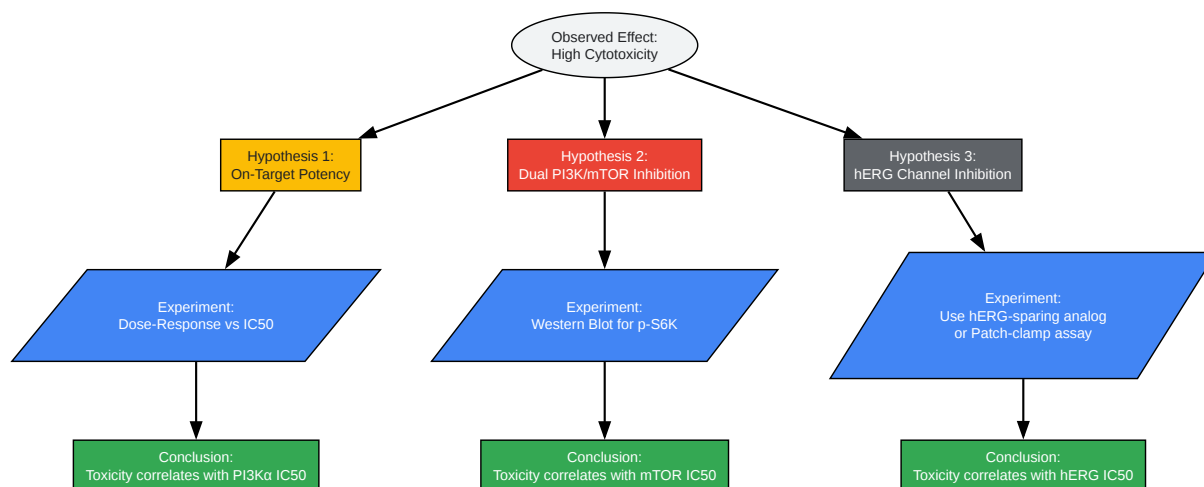 Observed Effect:
High Cytotoxicity
Hypothesis 1:
On-Target Potency
Hypothesis 2:
Dual PI3K/mTOR Inhibition
Hypothesis 3:
hERG Channel Inhibition
Experiment:
Dose-Response vs IC50
Experiment:
Western Blot for p-S6K
Experiment:
Use hERG-sparing analog
or Patch-clamp assay
Conclusion:
Toxicity correlates with PI3Kα IC50
Conclusion:
Toxicity correlates with mTOR IC50
Conclusion:
Toxicity correlates with hERG IC50